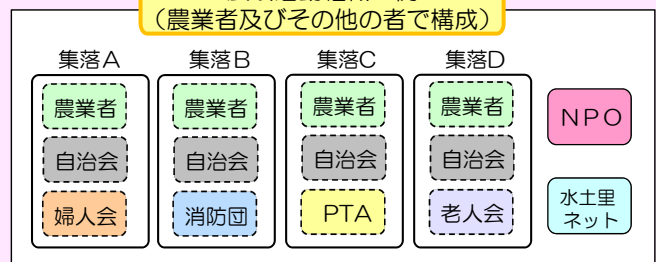 （農業者及びその他の者で構成）
集落A 集落B 集落C 集落D
農業者 農業者 農業者 農業者
NPO
自治会 自治会 自治会 自治会
婦人会 消防団 PTA 老人会
水土里
ネット